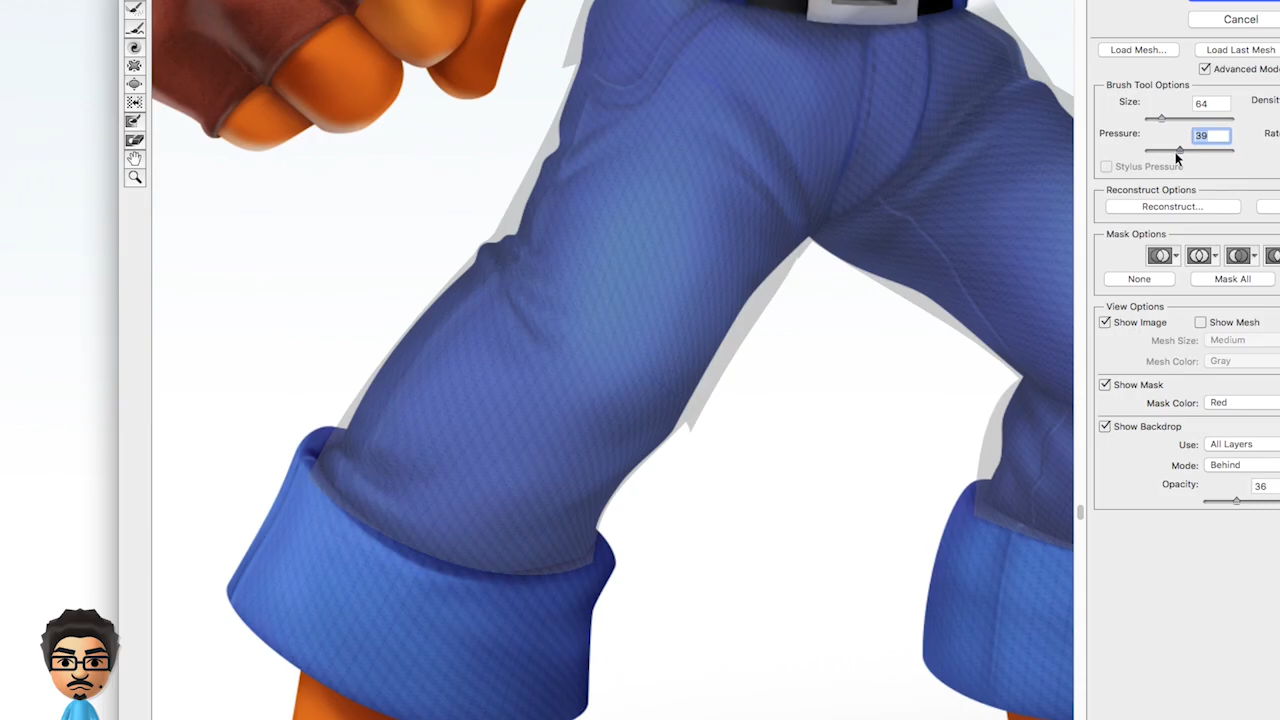 Cancel
Load Mesh...
Load Last Mesh
Advanced Mode
Brush Tool Options
Size:
64
Densit
Pressure:
39
Ra
Stylus Pressure
Reconstruct Options
Reconstruct...
Mask Options
None
Mask All
View Options
Show Image
Show Mesh
Mesh Size:
Medium
Mesh Color:
Gray
Show Mask
Mask Color:
Red
Show Backdrop
Use:
All Layers
Mode:
Behind
Opacity:
36